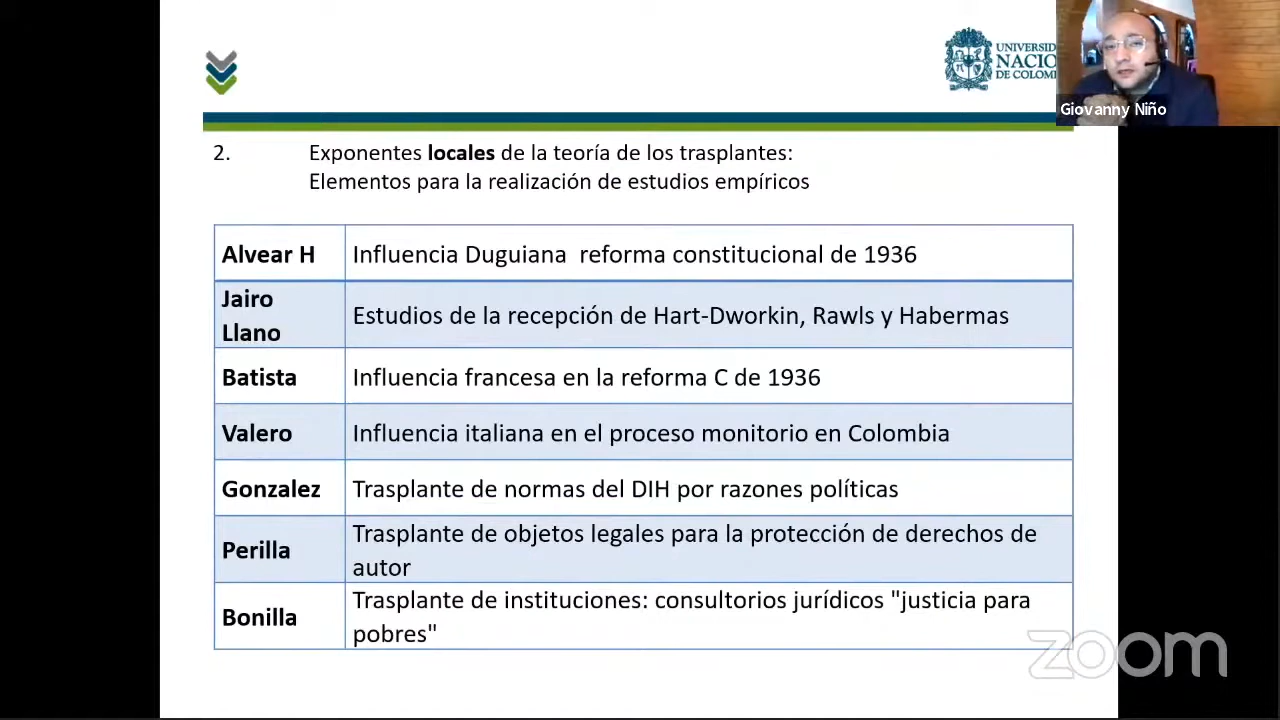 UNIVERSIDA
NACIO
DE COLOM
Giovanny Niño
2. Exponentes locales de la teoría de los trasplantes:
Elementos para la realización de estudios empíricos
Alvear H Influencia Duguiana reforma constitucional de 1936
Jairo
Llano
Estudios de la recepción de Hart-Dworkin, Rawls y Habermas
Batista Influencia francesa en la reforma C de 1936
Valero Influencia italiana en el proceso monitorio en Colombia
Gonzalez Trasplante de normas del DIH por razones políticas
Perilla Trasplante de objetos legales para la protección de derechos de
autor
Bonilla Trasplante de instituciones: consultorios jurídicos "justicia para
pobres"
zoom